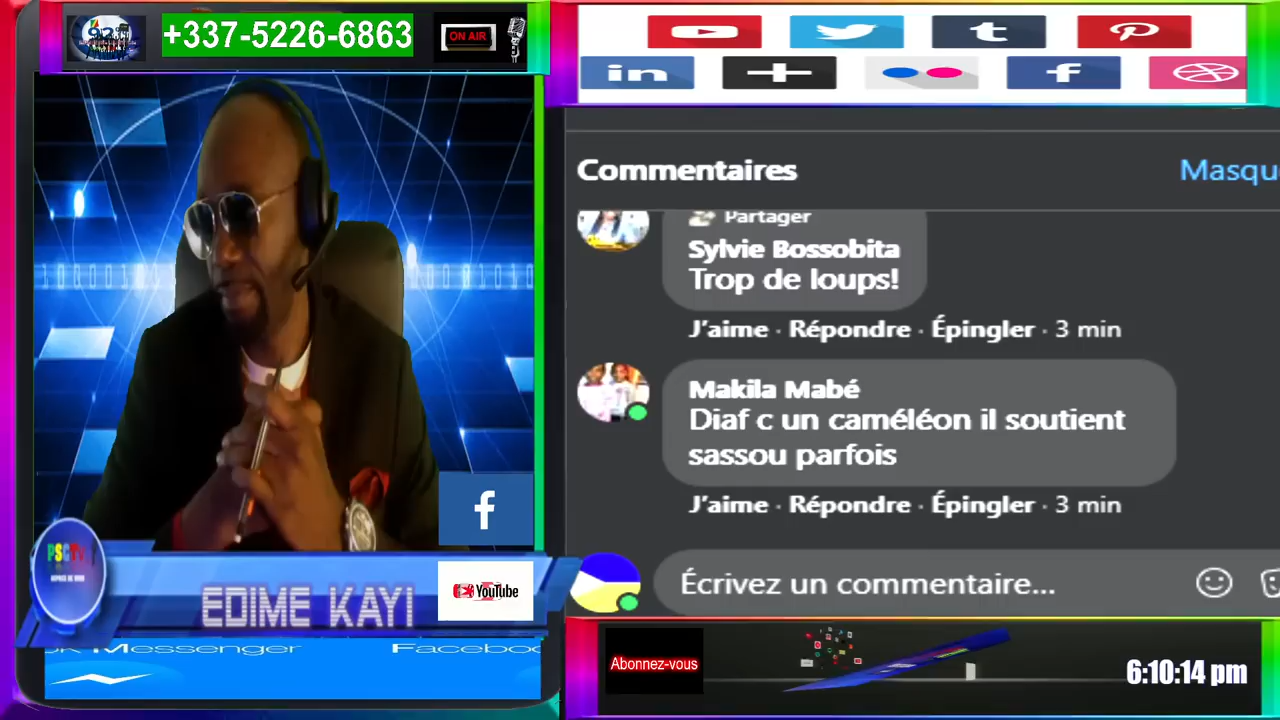 +337-5226-6863
ON AIR
Commentaires
Masqu
Partager
Sylvie Bossobita
Trop de loups!
J'aime · Répondre · Épingler · 3 min
Makila Mabé
Diaf c un caméléon il soutient
sassou parfois
J'aime · Répondre · Épingler · 3 min
Écrivez un commentaire...
PSCTV
EDIME KAYI
YouTube
k Messenger
Faceboo
Abonnez-vous
6:10:14 pm